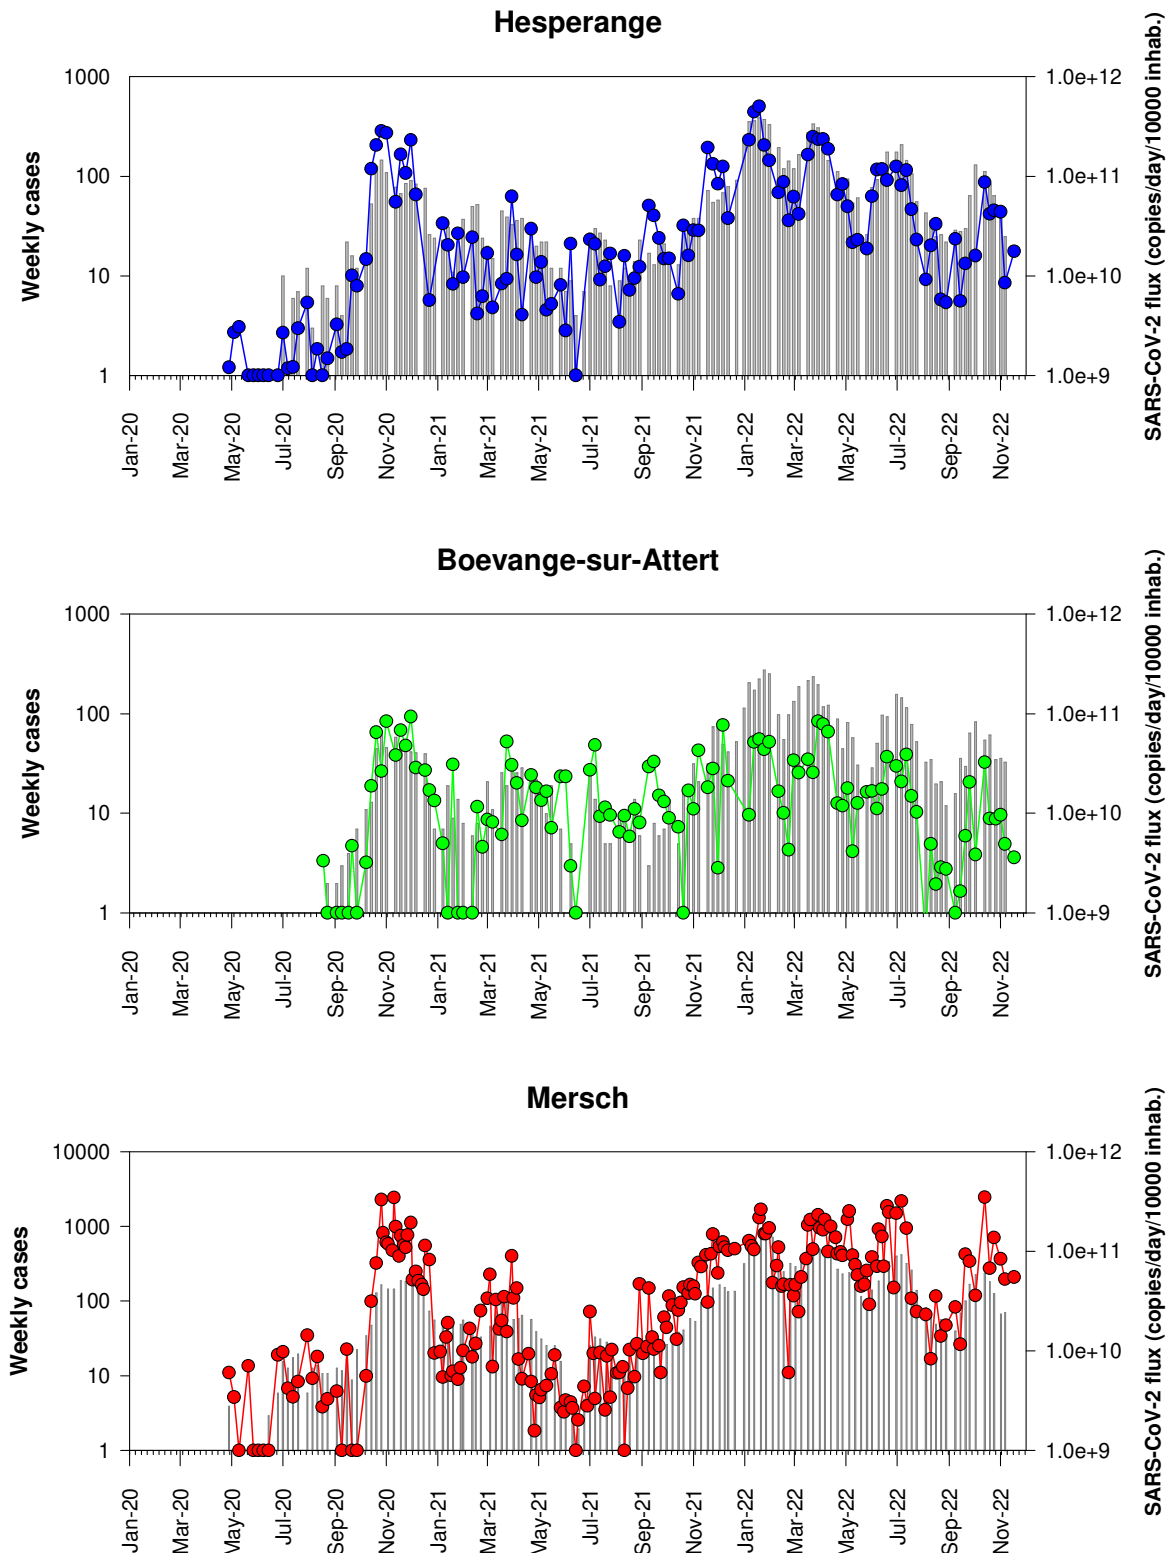 Hesperange
Weekly cases
1000
100
10
1
1.0e+12
1.0e+11
1.0e+10
1.0e+9
SARS-CoV-2 flux (copies/day/10000 inhab.)
Jan-20
Mar-20
May-20
Jul-20
Sep-20
Nov-20
Jan-21
Mar-21
May-21
Jul-21
Sep-21
Nov-21
Jan-22
Mar-22
May-22
Jul-22
Sep-22
Nov-22
Boevange-sur-Attert
Weekly cases
1000
100
10
1
1.0e+12
1.0e+11
1.0e+10
1.0e+9
SARS-CoV-2 flux (copies/day/10000 inhab.)
Jan-20
Mar-20
May-20
Jul-20
Sep-20
Nov-20
Jan-21
Mar-21
May-21
Jul-21
Sep-21
Nov-21
Jan-22
Mar-22
May-22
Jul-22
Sep-22
Nov-22
Mersch
Weekly cases
10000
1000
100
10
1
1.0e+12
1.0e+11
1.0e+10
1.0e+9
SARS-CoV-2 flux (copies/day/10000 inhab.)
Jan-20
Mar-20
May-20
Jul-20
Sep-20
Nov-20
Jan-21
Mar-21
May-21
Jul-21
Sep-21
Nov-21
Jan-22
Mar-22
May-22
Jul-22
Sep-22
Nov-22